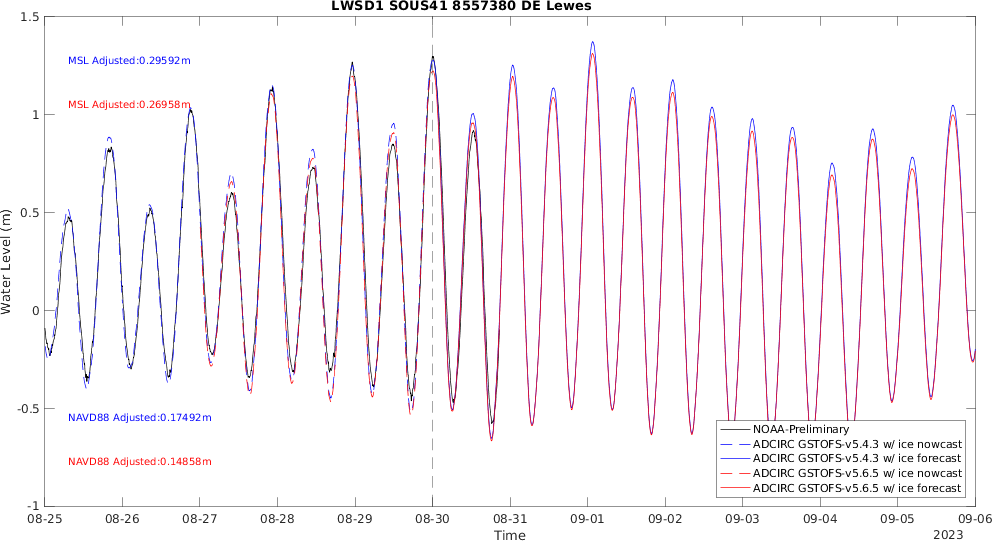 LWSD1 SOUS41 8557380 DE Lewes
1.5
1
0.5
0
-0.5
-1
Water Level (m)
MSL Adjusted:0.29592m
MSL Adjusted:0.26958m
NAVD88 Adjusted:0.17492m
NAVD88 Adjusted:0.14858m
NOAA-Preliminary
ADCIRC GSTOFS-v5.4.3 w/ ice nowcast
ADCIRC GSTOFS-v5.4.3 w/ ice forecast
ADCIRC GSTOFS-v5.6.5 w/ ice nowcast
ADCIRC GSTOFS-v5.6.5 w/ ice forecast
08-25 08-26 08-27 08-28 08-29 08-30 08-31 09-01 09-02 09-03 09-04 09-05 09-06
Time
2023